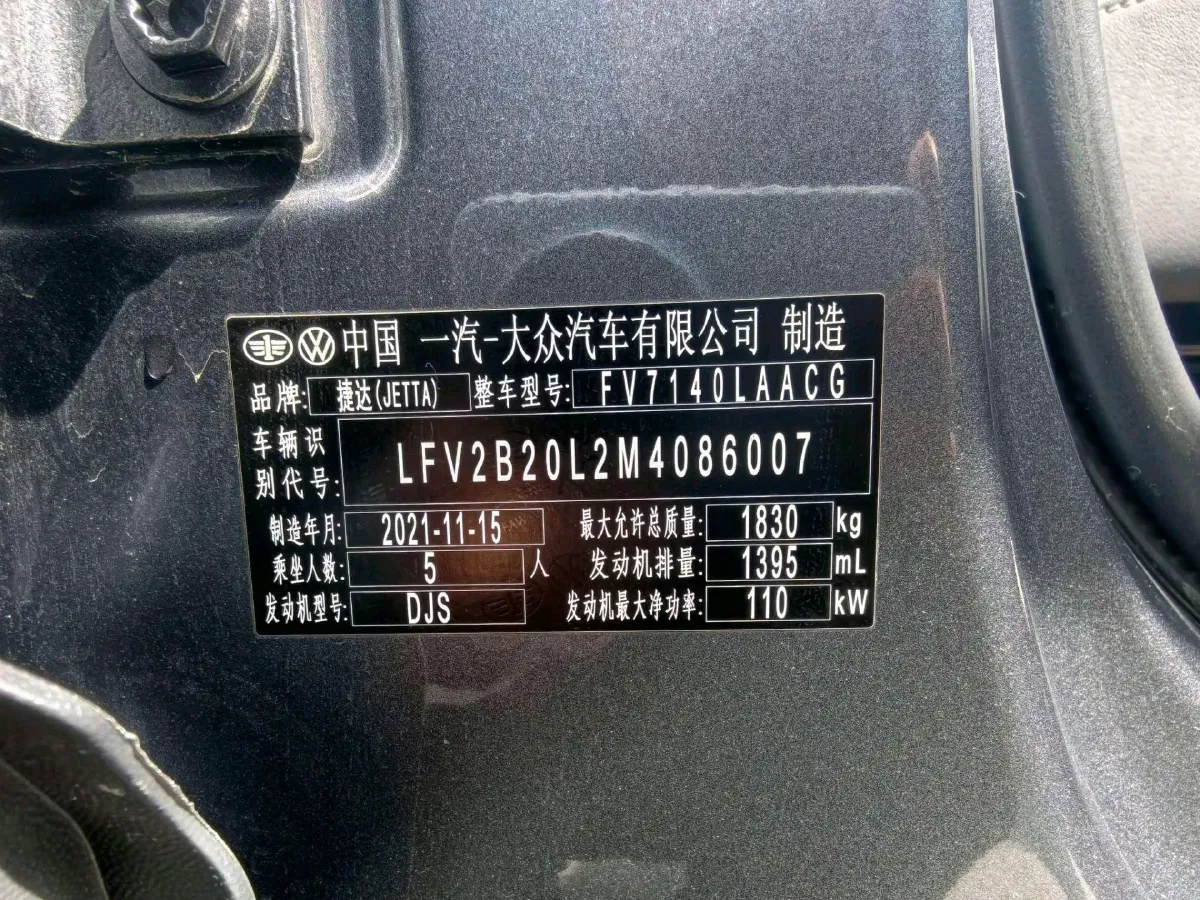 中国 一汽-大众汽车有限公司 制造
品牌: 捷达(JETTA) 整车型号: FV7140LAACG
车辆识别代号: LFV2B20L2M4086007
制造年月: 2021-11-15 最大允许总质量: 1830 kg
乘坐人数: 5 人 发动机排量: 1395 mL
发动机型号: DJS 发动机最大净功率: 110 kW